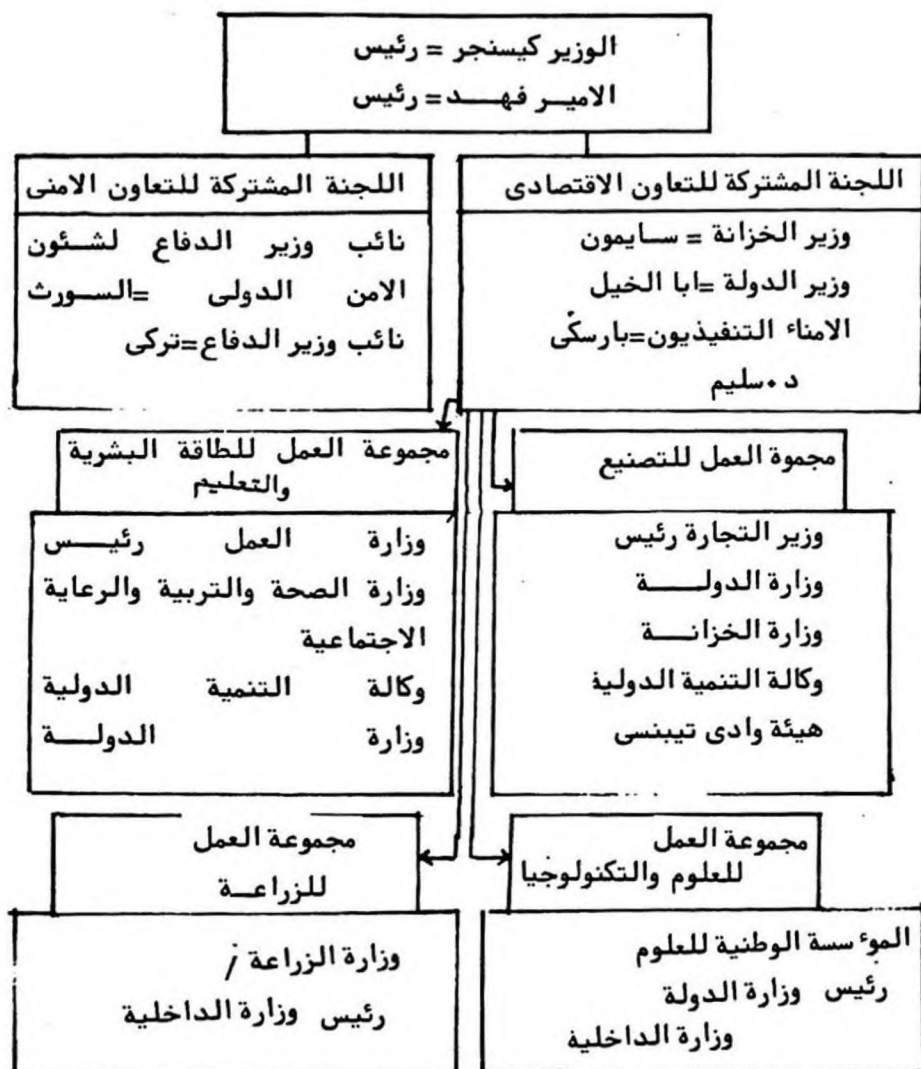 الوزير كيسنجر = رئيس
الامير فهد = رئيس
اللجنة المشتركة للتعاون الاقتصادى
وزير الخزانة = سايمون
وزير الدولة = ابا الخيل
الامناء التنفيذيون = بارسكى
د . سليم
اللجنة المشتركة للتعاون الامنى
نائب وزير الدفاع لشئون
الامن الدولى = السورث
نائب وزير الدفاع = تركى
مجموة العمل للتصنيع
وزير التجارة رئيس
وزارة الدولة
وزارة الخزانة
وكالة التنمية الدولية
هيئة وادى تيبنسى
مجموعة العمل للطاقة البشرية
والتعليم
وزارة العمل رئيس
وزارة الصحة والتربية والرعاية
الاجتماعية
وكالة التنمية الدولية
وزارة الدولة
مجموعة العمل
للعلوم والتكنولوجيا
المؤسسة الوطنية للعلوم
رئيس وزارة الدولة
وزارة الداخلية
مجموعة العمل
للزراعة
وزارة الزراعة /
رئيس وزارة الداخلية